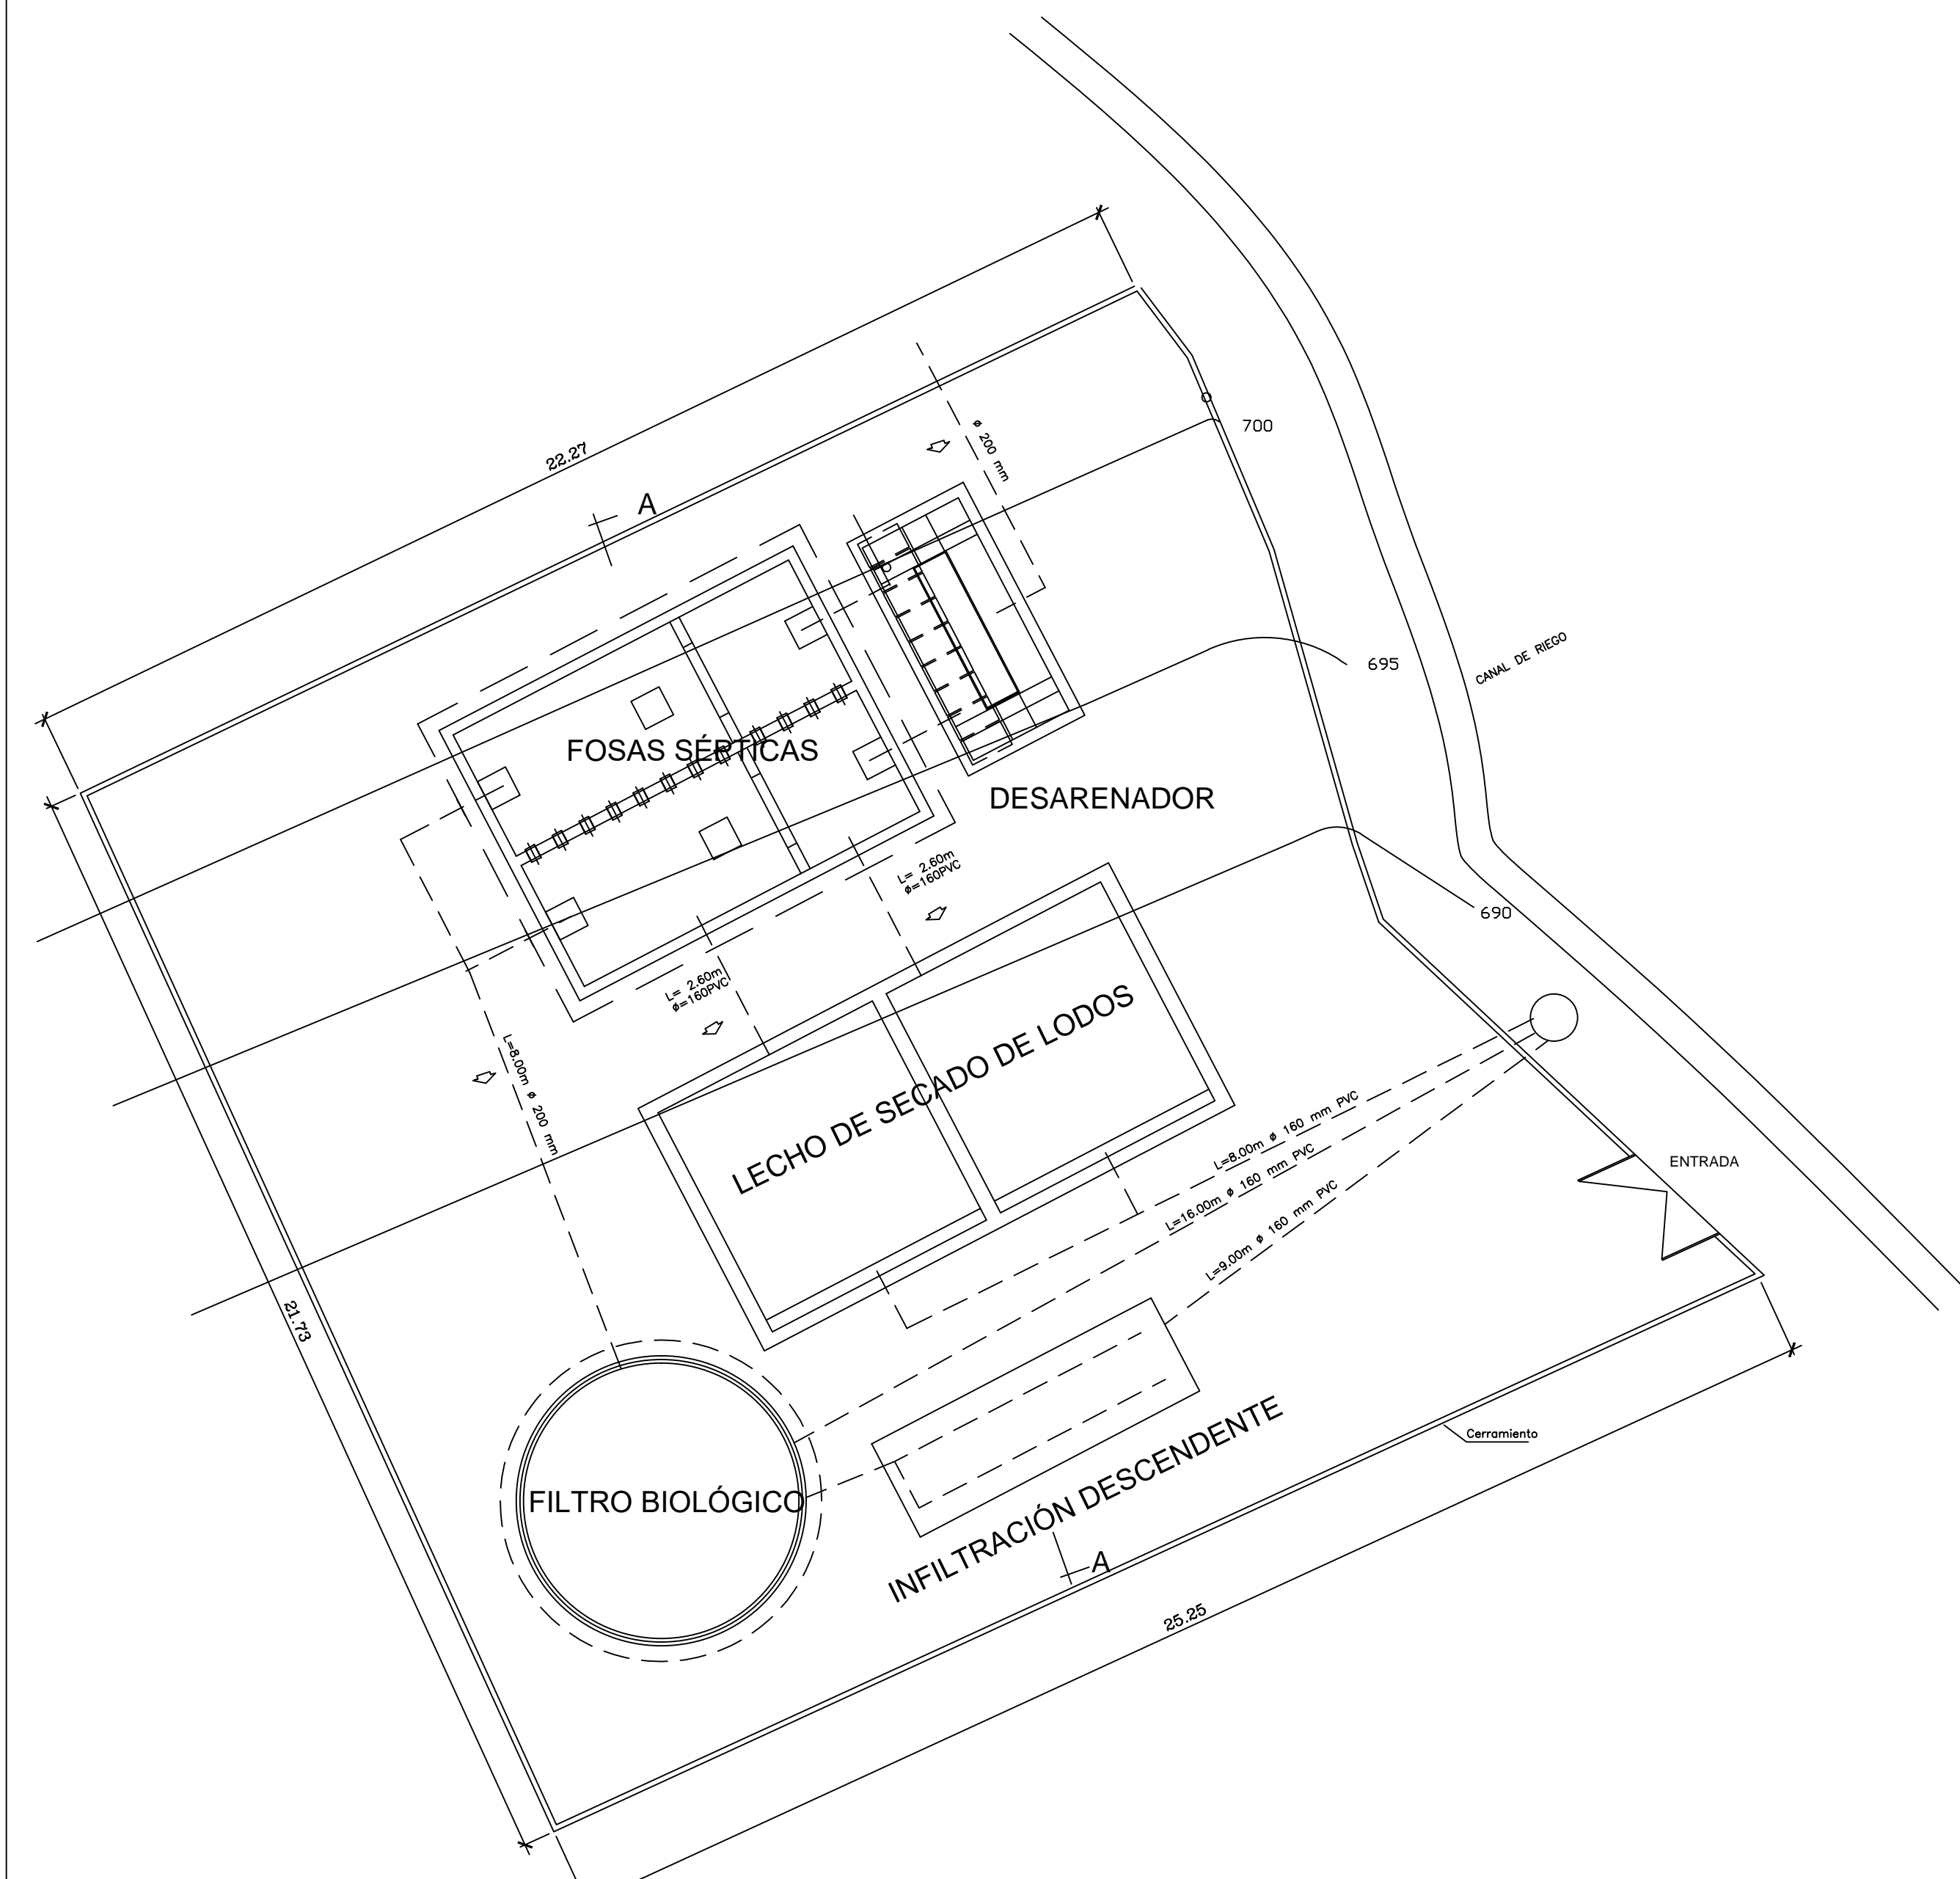 22.27
A
ø 200 mm
700
695
CANAL DE RIEGO
FOSAS SÉPTICAS
DESARENADOR
L= 2.60m
ø=160PVC
690
L= 2.60m
ø=160PVC
LECHO DE SECADO DE LODOS
L=8.00m ø 200 mm
L=8.00m ø 160 mm PVC
L=16.00m ø 160 mm PVC
L=9.00m ø 160 mm PVC
ENTRADA
21.73
Cerramiento
FILTRO BIOLÓGICO
INFILTRACIÓN DESCENDENTE
A
25.25